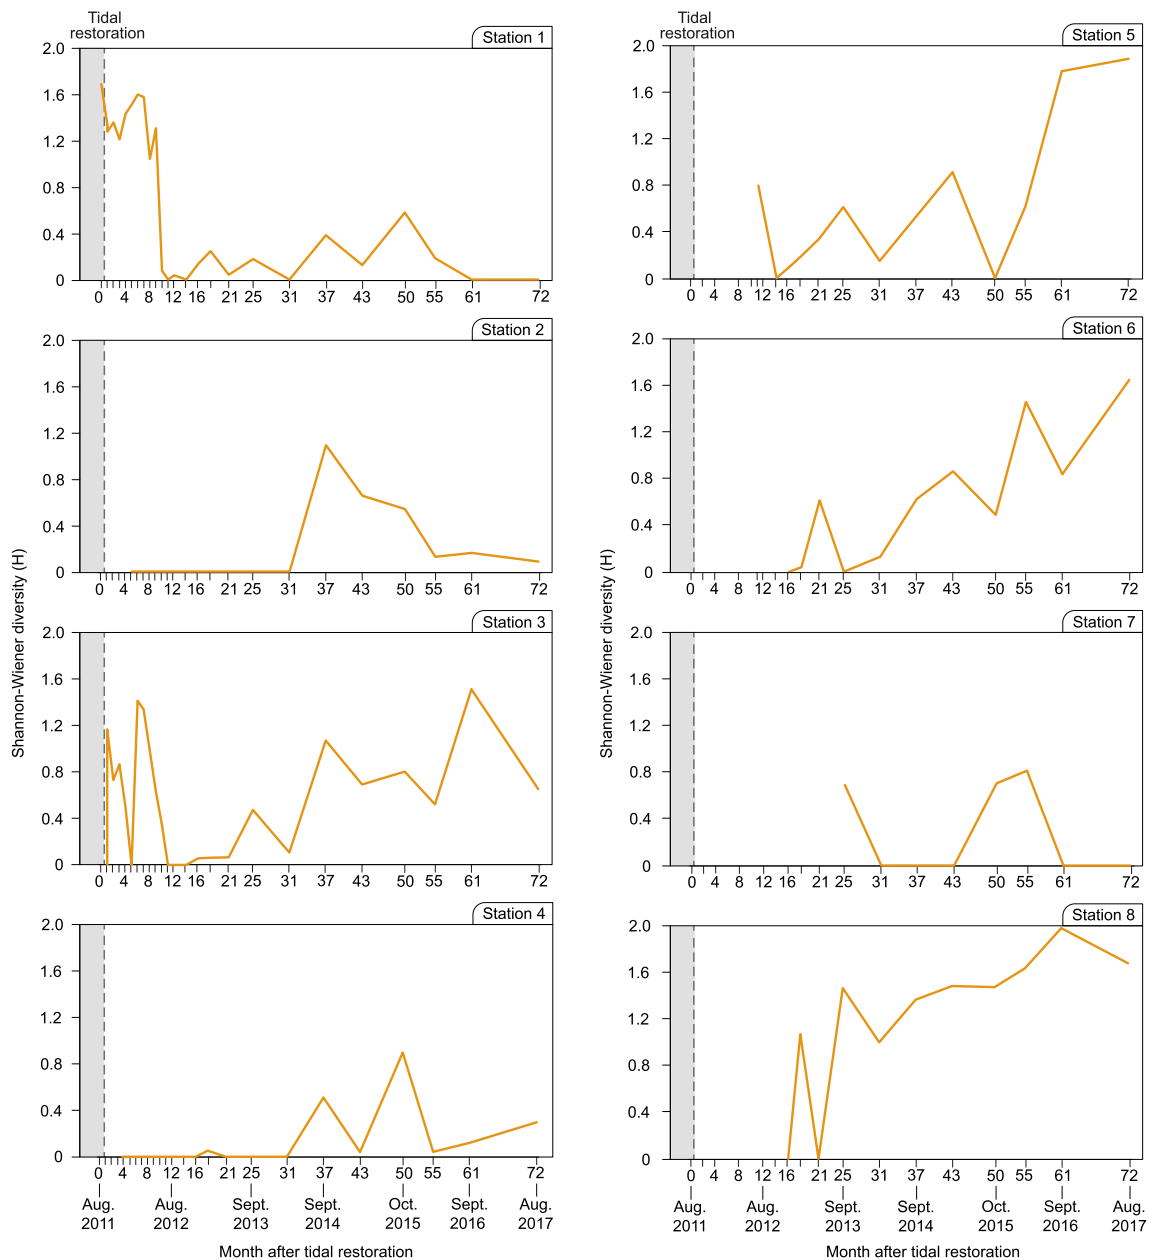 Tidal
restoration
Station 1
2.0
1.6
1.2
0.8
0.4
0
0 4 8 12 16 21 25 31 37 43 50 55 61 72
Station 2
2.0
1.6
1.2
0.8
0.4
0
0 4 8 12 16 21 25 31 37 43 50 55 61 72
Station 3
2.0
1.6
1.2
0.8
0.4
0
0 4 8 12 16 21 25 31 37 43 50 55 61 72
Station 4
2.0
1.6
1.2
0.8
0.4
0
0 4 8 12 16 21 25 31 37 43 50 55 61 72
Aug. Aug. Sept. Sept. Oct. Sept. Aug.
2011 2012 2013 2014 2015 2016 2017
Month after tidal restoration
Shannon-Wiener diversity (H)
Tidal
restoration
Station 5
2.0
1.6
1.2
0.8
0.4
0
0 4 8 12 16 21 25 31 37 43 50 55 61 72
Station 6
2.0
1.6
1.2
0.8
0.4
0
0 4 8 12 16 21 25 31 37 43 50 55 61 72
Station 7
2.0
1.6
1.2
0.8
0.4
0
0 4 8 12 16 21 25 31 37 43 50 55 61 72
Station 8
2.0
1.6
1.2
0.8
0.4
0
0 4 8 12 16 21 25 31 37 43 50 55 61 72
Aug. Aug. Sept. Sept. Oct. Sept. Aug.
2011 2012 2013 2014 2015 2016 2017
Month after tidal restoration
Shannon-Wiener diversity (H)